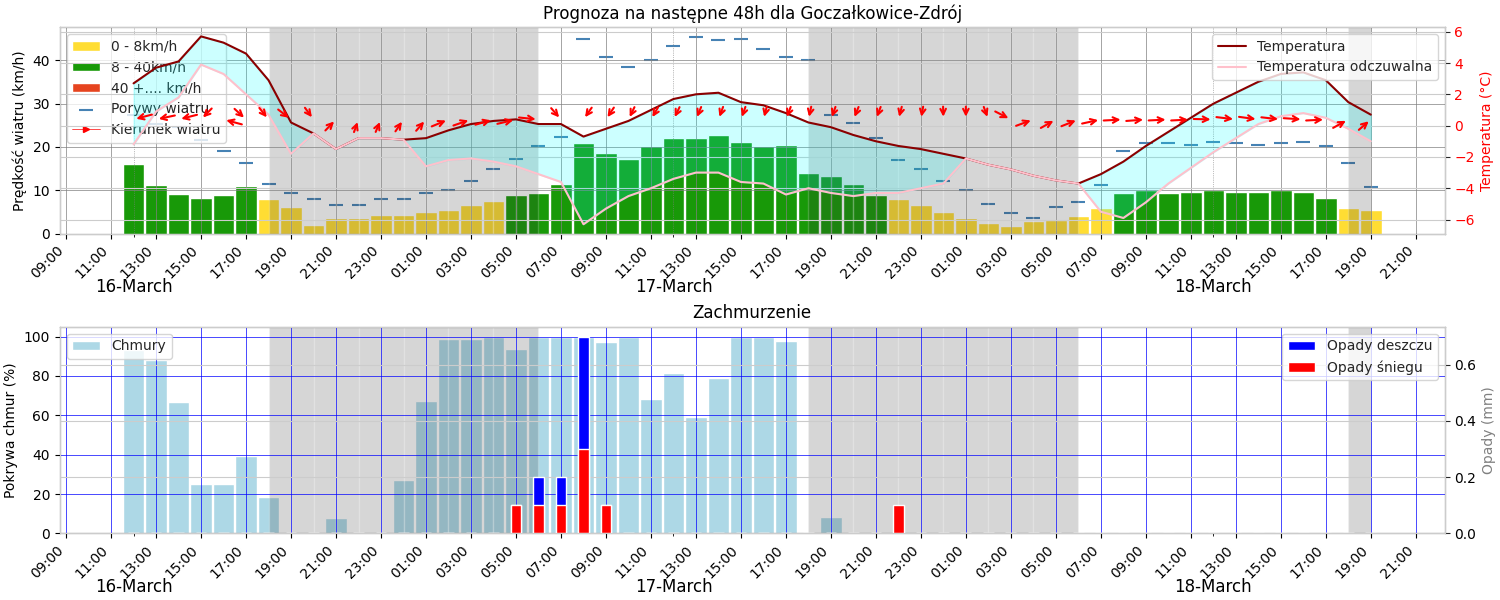 Prognoza na następne 48h dla Goczałkowice-Zdrój
Prędkość wiatru (km/h)
0 - 8km/h
8 - 40km/h
40 +.... km/h
Porywy wiatru
Kierunek wiatru
Temperatura
Temperatura odczuwalna
Temperatura (°C)
40
30
20
10
0
6
4
2
0
−2
−4
−6
09:00 11:00 13:00 15:00 17:00 19:00 21:00 23:00 01:00 03:00 05:00 07:00 09:00 11:00 13:00 15:00 17:00 19:00 21:00 23:00 01:00 03:00 05:00 07:00 09:00 11:00 13:00 15:00 17:00 19:00 21:00
16-March 17-March 18-March
Zachmurzenie
Pokrywa chmur (%)
Chmury
Opady deszczu
Opady śniegu
Opady (mm)
100
80
60
40
20
0
0.6
0.4
0.2
0.0
09:00 11:00 13:00 15:00 17:00 19:00 21:00 23:00 01:00 03:00 05:00 07:00 09:00 11:00 13:00 15:00 17:00 19:00 21:00 23:00 01:00 03:00 05:00 07:00 09:00 11:00 13:00 15:00 17:00 19:00 21:00
16-March 17-March 18-March